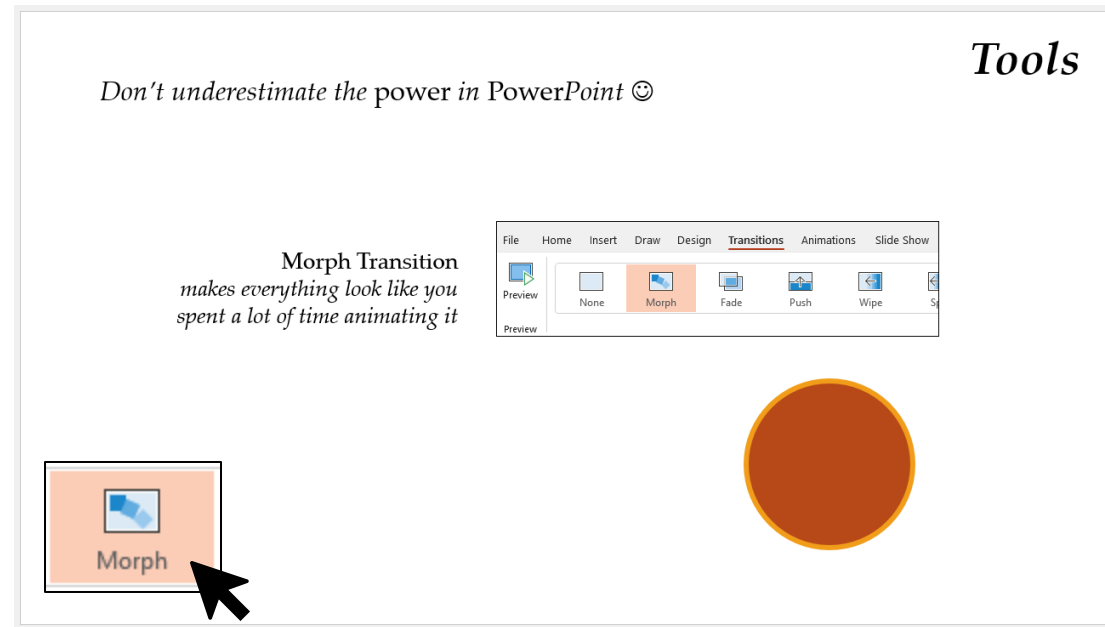 Tools
Don't underestimate the power in PowerPoint ☺
Morph Transition
makes everything look like you
spent a lot of time animating it
File Home Insert Draw Design Transitions Animations Slide Show
Preview None Morph Fade Push Wipe
Preview
Morph